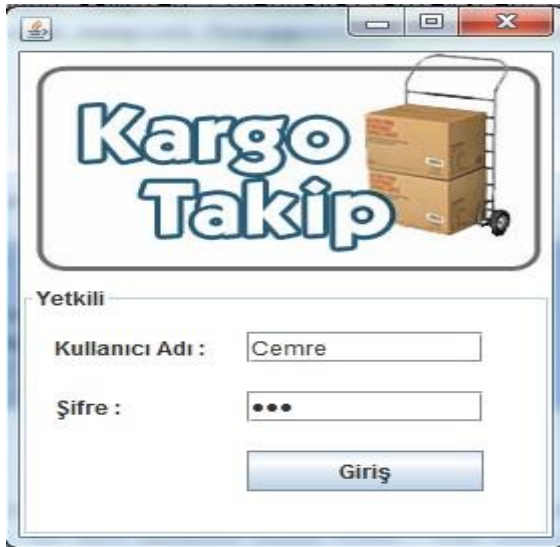 Kargo
Takip
Yetkili
Kullanıcı Adı : Cemre
Şifre : •••
Giriş